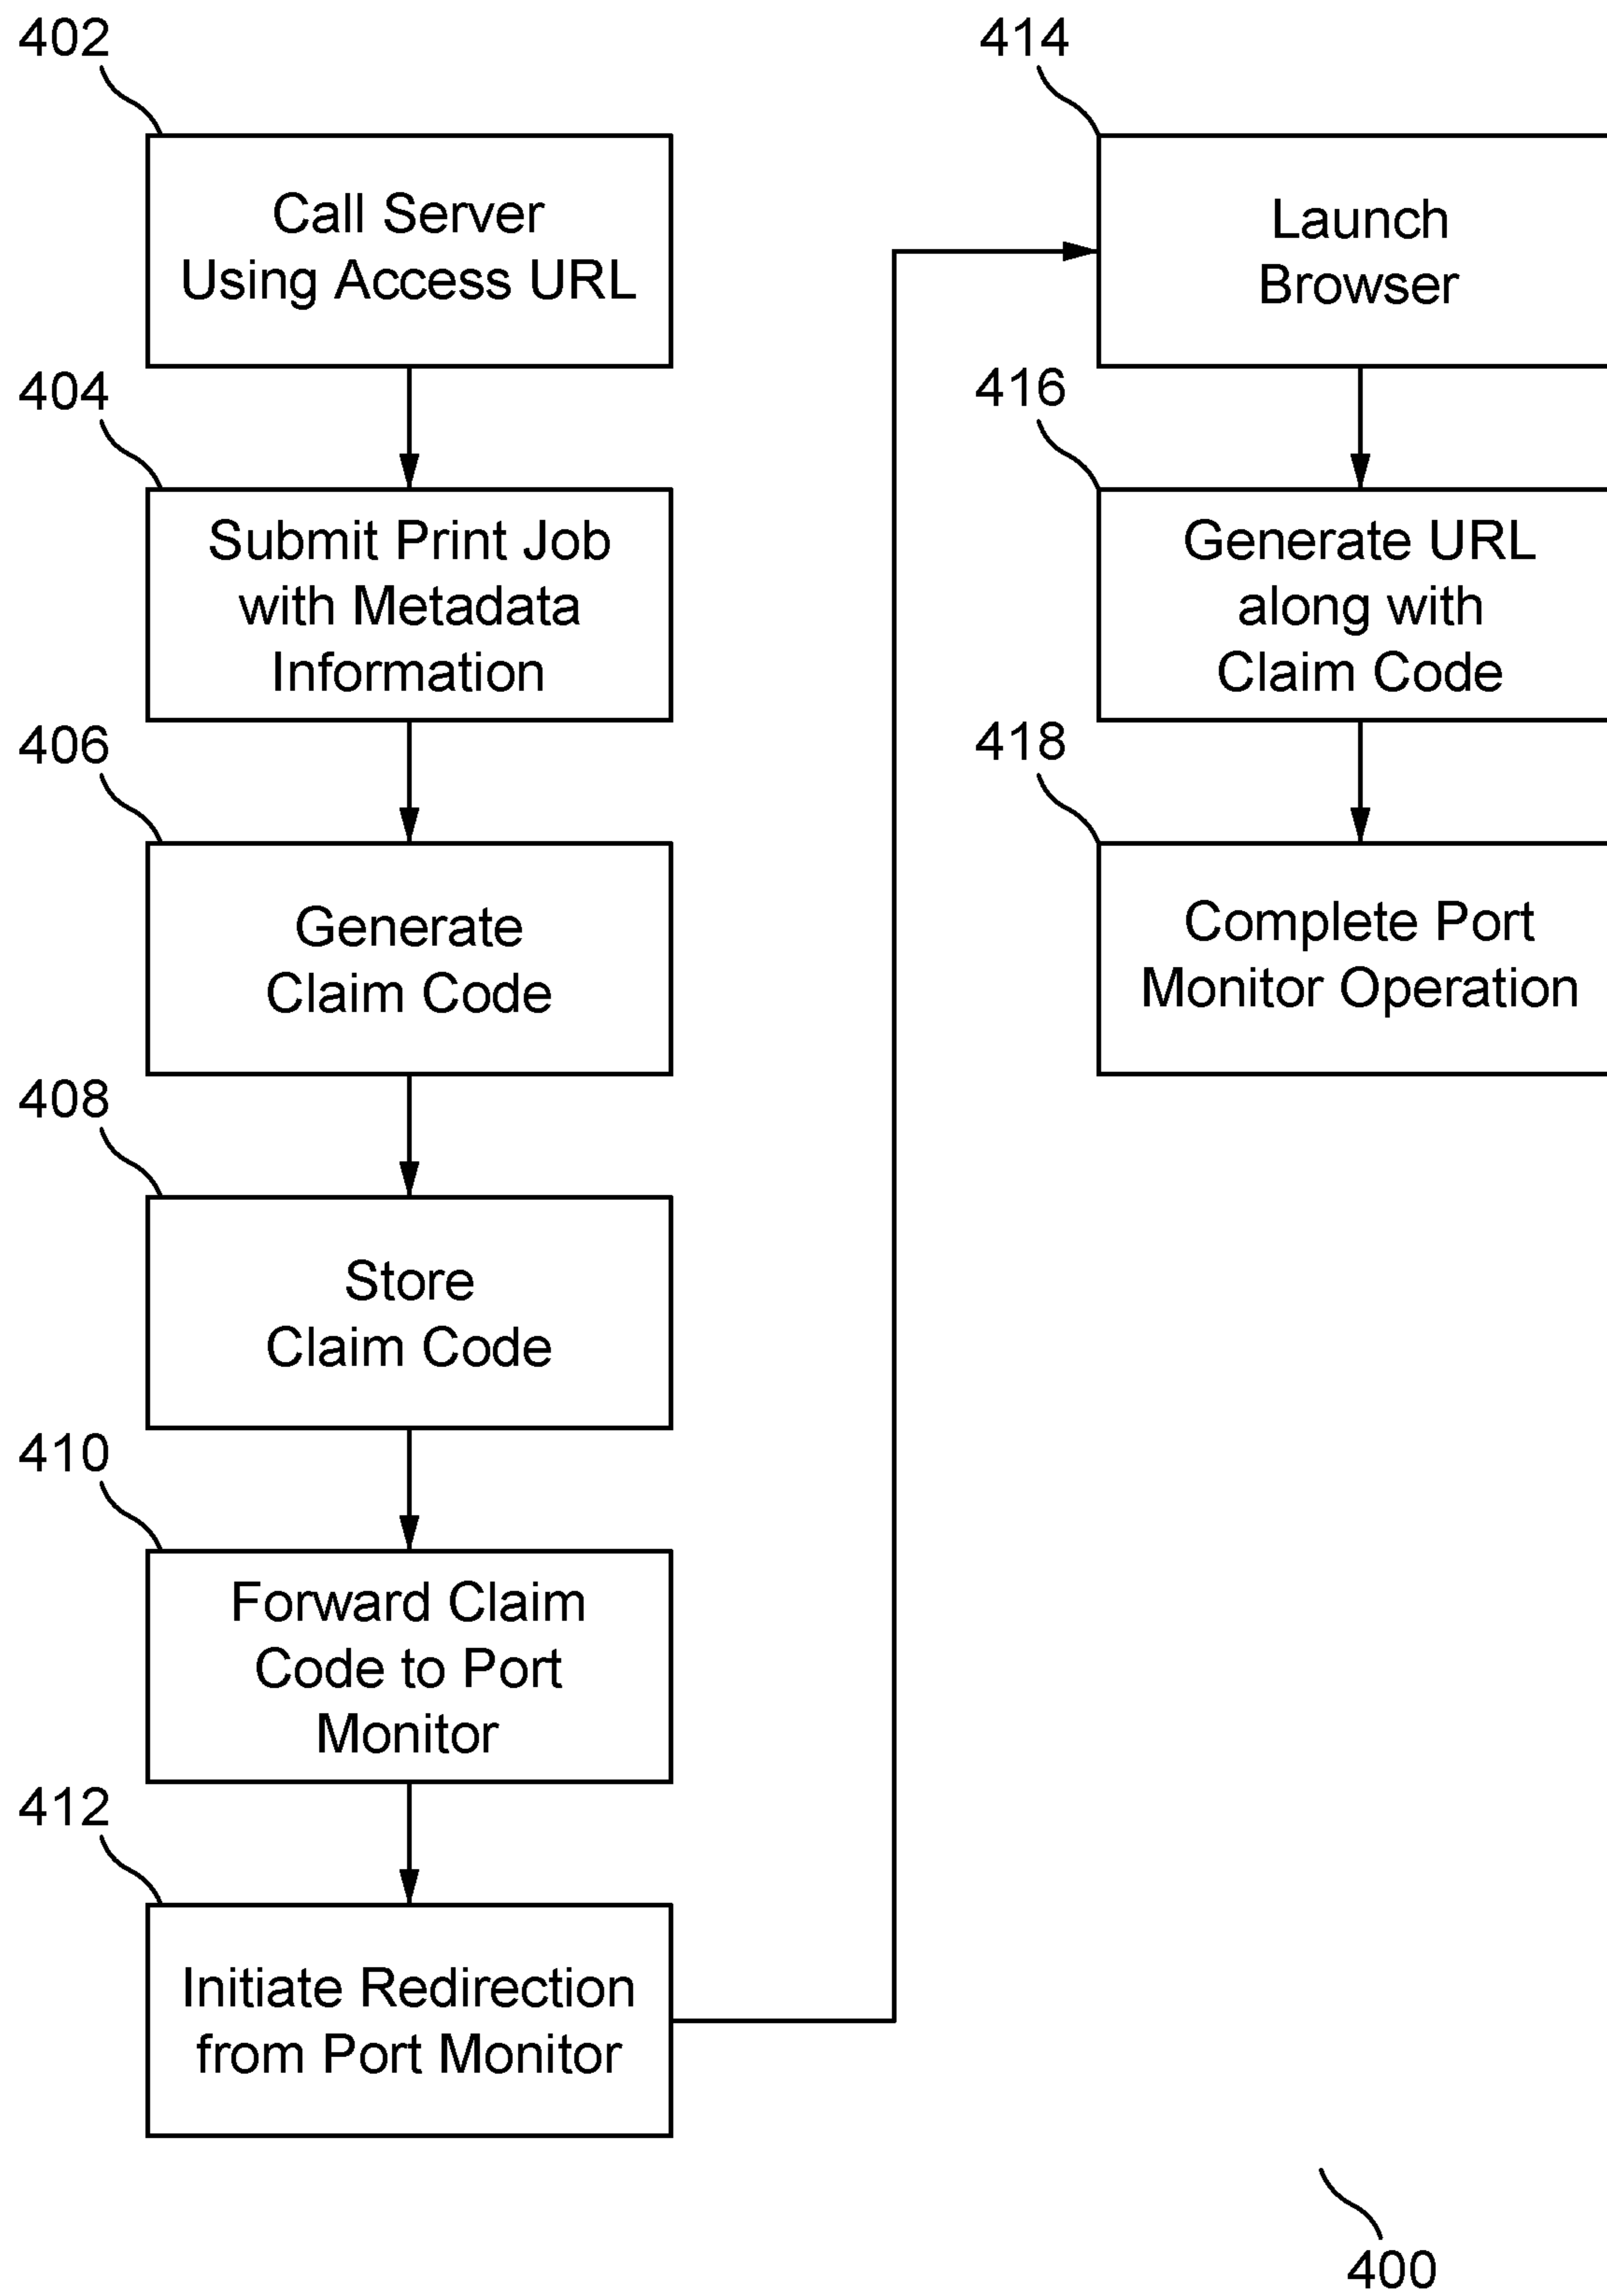 402
Call Server
Using Access URL
404
Submit Print Job
with Metadata
Information
406
Generate
Claim Code
408
Store
Claim Code
410
Forward Claim
Code to Port
Monitor
412
Initiate Redirection
from Port Monitor
414
Launch
Browser
416
Generate URL
along with
Claim Code
418
Complete Port
Monitor Operation
400